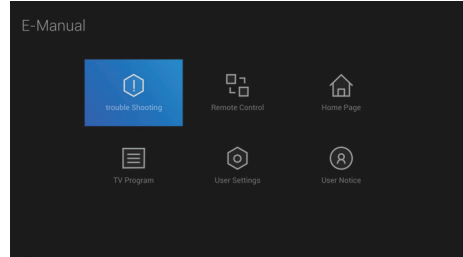 E-Manual
trouble Shooting
Remote Control
Home Page
TV Program
User Settings
User Notice